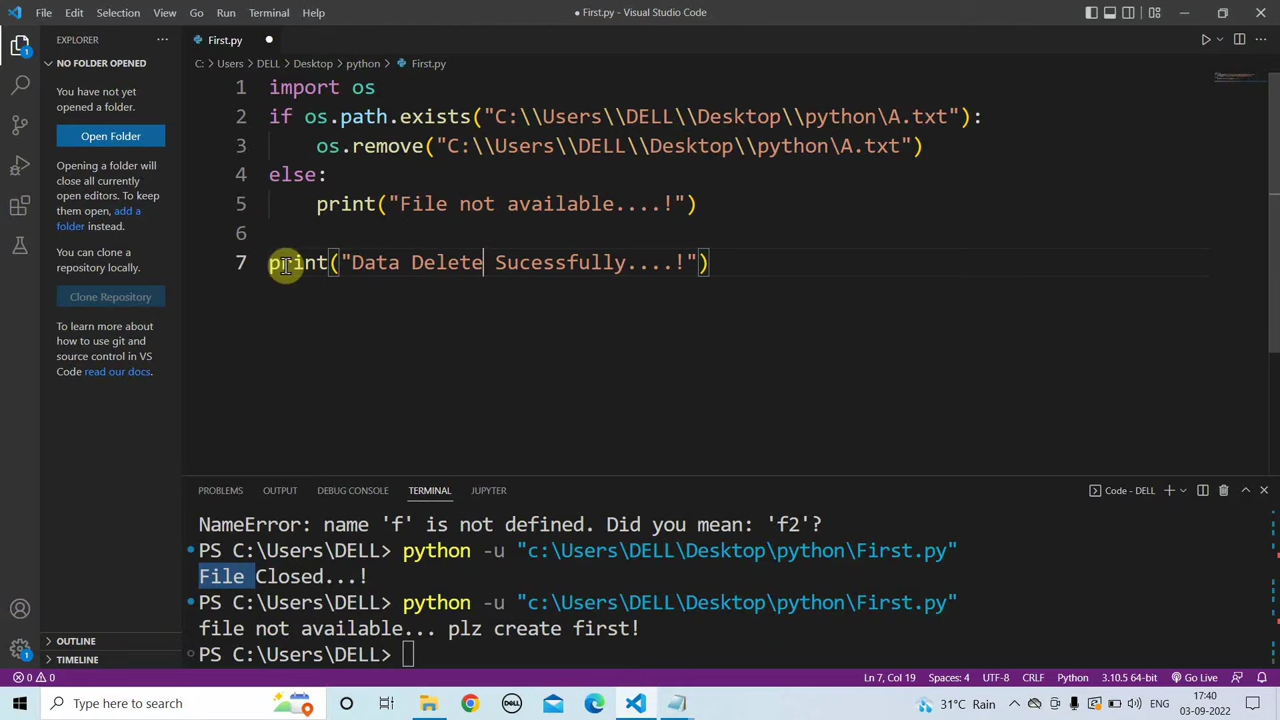 File Edit Selection View Go Run Terminal Help
● First.py - Visual Studio Code
EXPLORER ...
First.py ●
NO FOLDER OPENED
C: > Users > DELL > Desktop > python > First.py
You have not yet
opened a folder.
Open Folder
Opening a folder will
close all currently
open editors. To keep
them open, add a
folder instead.
You can clone a
repository locally.
Clone Repository
To learn more about
how to use git and
source control in VS
Code read our docs.
OUTLINE
TIMELINE
1 import os
2 if os.path.exists("C:\\Users\\DELL\\Desktop\\python\A.txt"):
3 os.remove("C:\\Users\\DELL\\Desktop\\python\A.txt")
4 else:
5 print("File not available....!")
6
7 print("Data Delete Sucessfully....!")
PROBLEMS OUTPUT DEBUG CONSOLE TERMINAL JUPYTER
Code - DELL
NameError: name 'f' is not defined. Did you mean: 'f2'?
PS C:\Users\DELL> python -u "c:\Users\DELL\Desktop\python\First.py"
File Closed...!
PS C:\Users\DELL> python -u "c:\Users\DELL\Desktop\python\First.py"
file not available... plz create first!
PS C:\Users\DELL>
0 0 Ln 7, Col 19 Spaces: 4 UTF-8 CRLF Python 3.10.5 64-bit Go Live
Type here to search
DELL
31°C Rain
ENG
17:40
03-09-2022
1
1